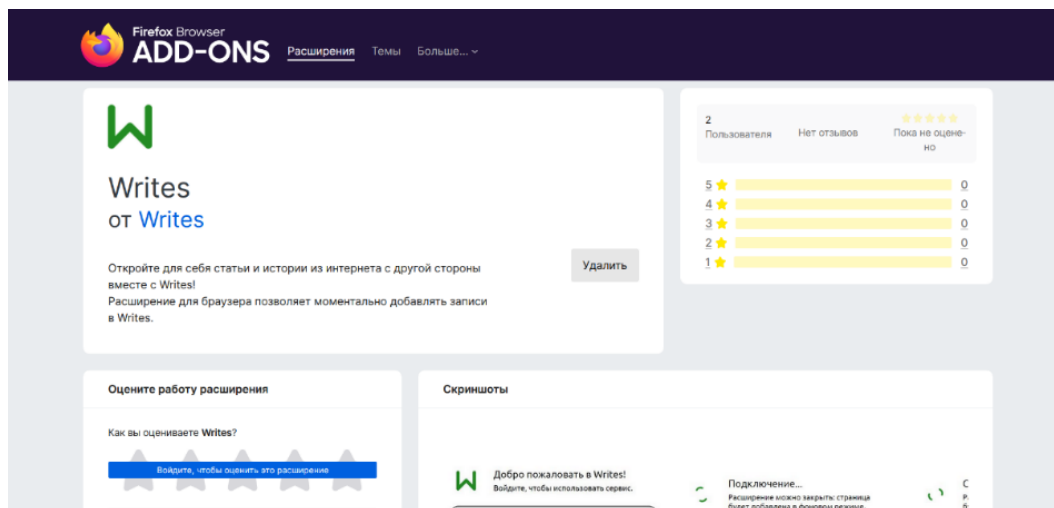 Firefox Browser
ADD-ONS
Расширения Темы Больше...
Writes
от Writes
Откройте для себя статьи и истории из интернета с другой стороны
вместе с Writes!
Расширение для браузера позволяет моментально добавлять записи
в Writes.
Удалить
2
Пользователя
Нет отзывов
Пока не оцене-
но
5 0
4 0
3 0
2 0
1 0
Оцените работу расширения
Как вы оцениваете Writes?
Войдите, чтобы оценить это расширение
Скриншоты
Добро пожаловать в Writes!
Войдите, чтобы использовать сервис.
Подключение...
Расширение можно закрыть: страница
будет добавлена в фоновом режиме.